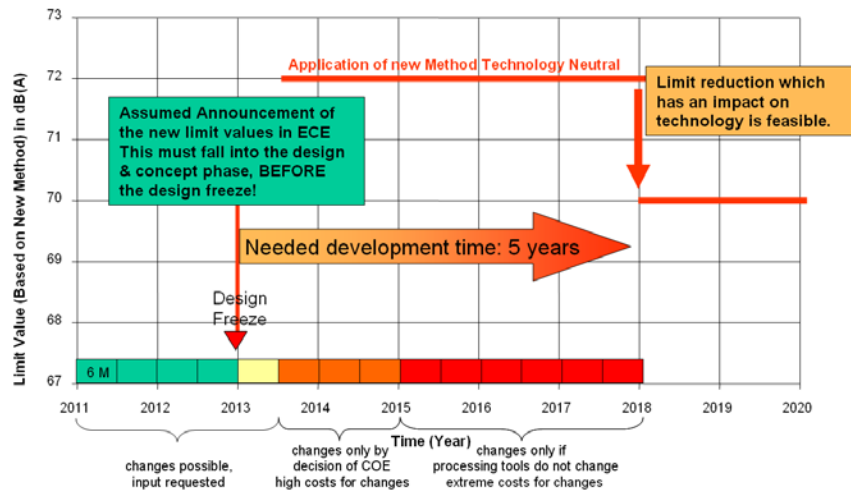 Limit Value (Based on New Method) in dB(A)
73
72
71
70
69
68
67
Application of new Method Technology Neutral
Assumed Announcement of
the new limit values in ECE
This must fall into the design
& concept phase, BEFORE
the design freeze!
Limit reduction which
has an impact on
technology is feasible.
Needed development time: 5 years
Design
Freeze
6 M
2011
2012
2013
2014
2015
2016
2017
2018
2019
2020
Time (Year)
changes possible,
input requested
changes only by
decision of COE
high costs for changes
changes only if
processing tools do not change
extreme costs for changes